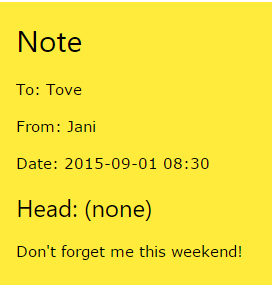 Note
To: Tove
From: Jani
Date: 2015-09-01 08:30
Head: (none)
Don't forget me this weekend!